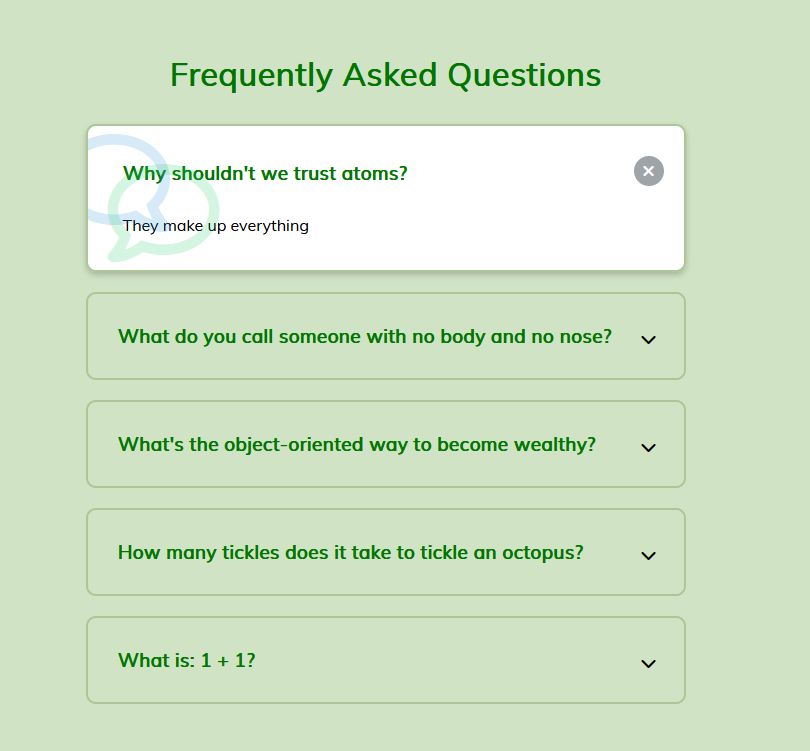 Frequently Asked Questions
Why shouldn't we trust atoms?
They make up everything
What do you call someone with no body and no nose?
What's the object-oriented way to become wealthy?
How many tickles does it take to tickle an octopus?
What is: 1 + 1?